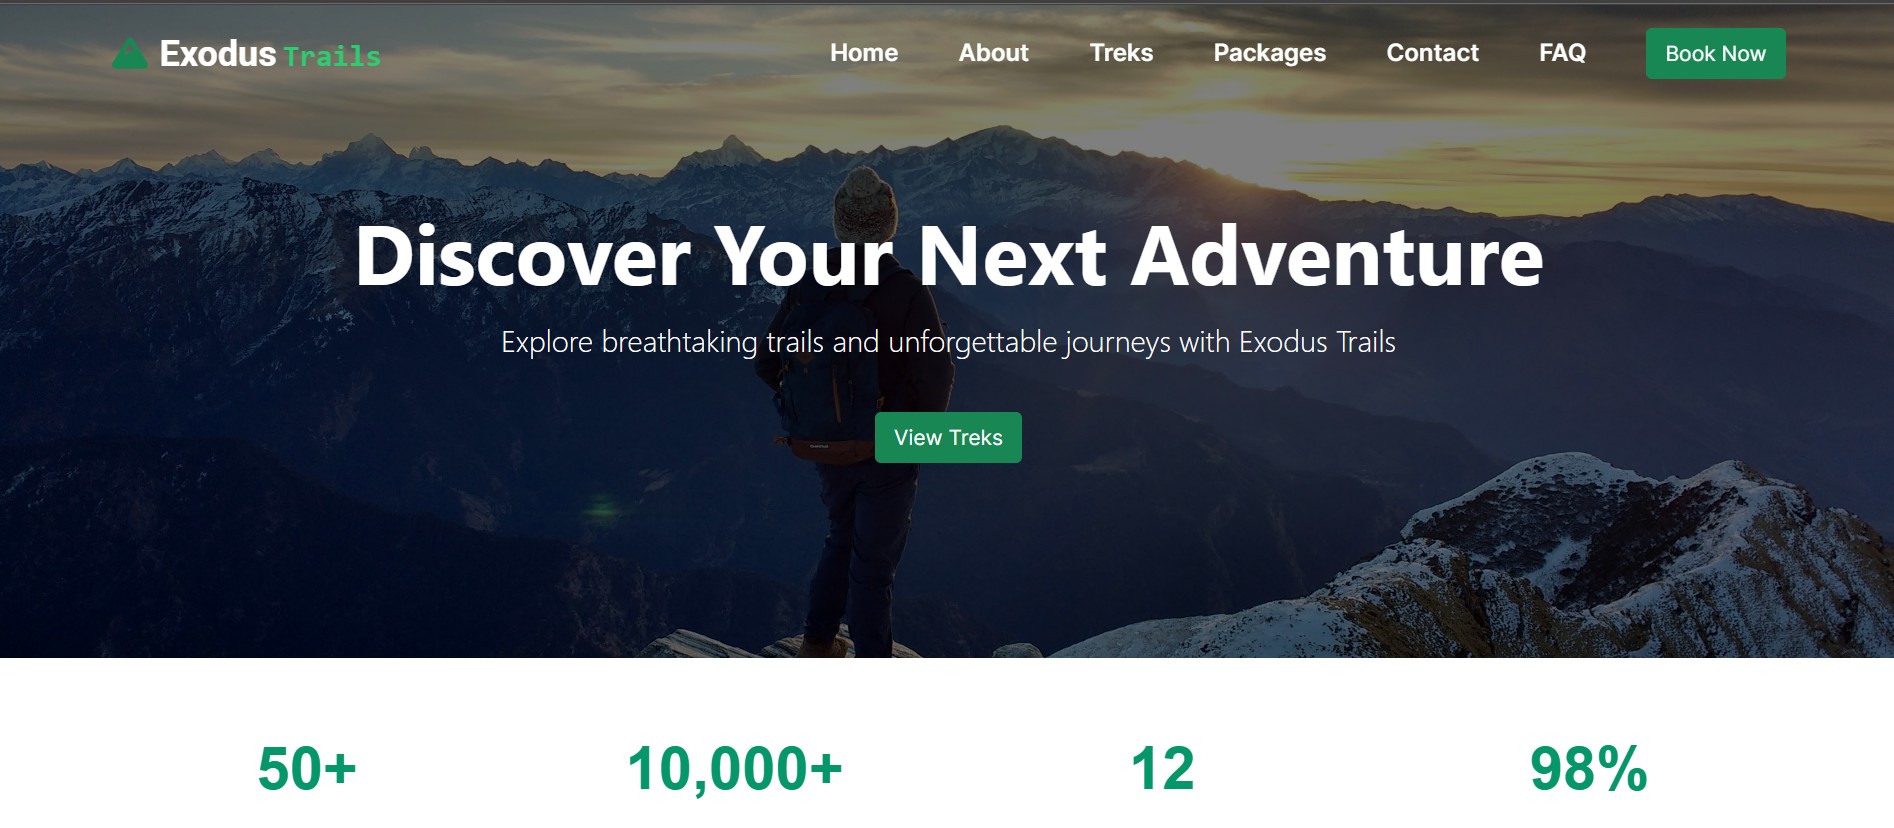 Exodus Trails
Home About Treks Packages Contact FAQ Book Now
Discover Your Next Adventure
Explore breathtaking trails and unforgettable journeys with Exodus Trails
View Treks
50+ 10,000+ 12 98%